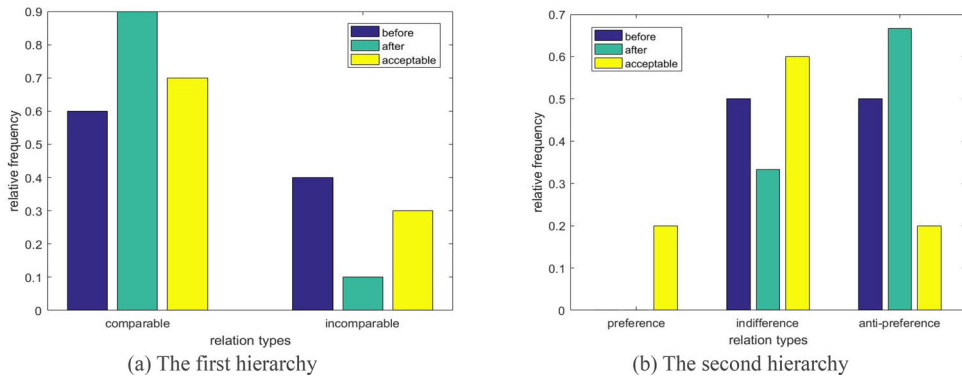 0.9
0.8
0.7
0.6
0.5
0.4
0.3
0.2
0.1
0
relative frequency
before
after
acceptable
comparable
incomparable
relation types
(a) The first hierarchy
0.7
0.6
0.5
0.4
0.3
0.2
0.1
0
relative frequency
before
after
acceptable
preference
indifference
anti-preference
relation types
(b) The second hierarchy